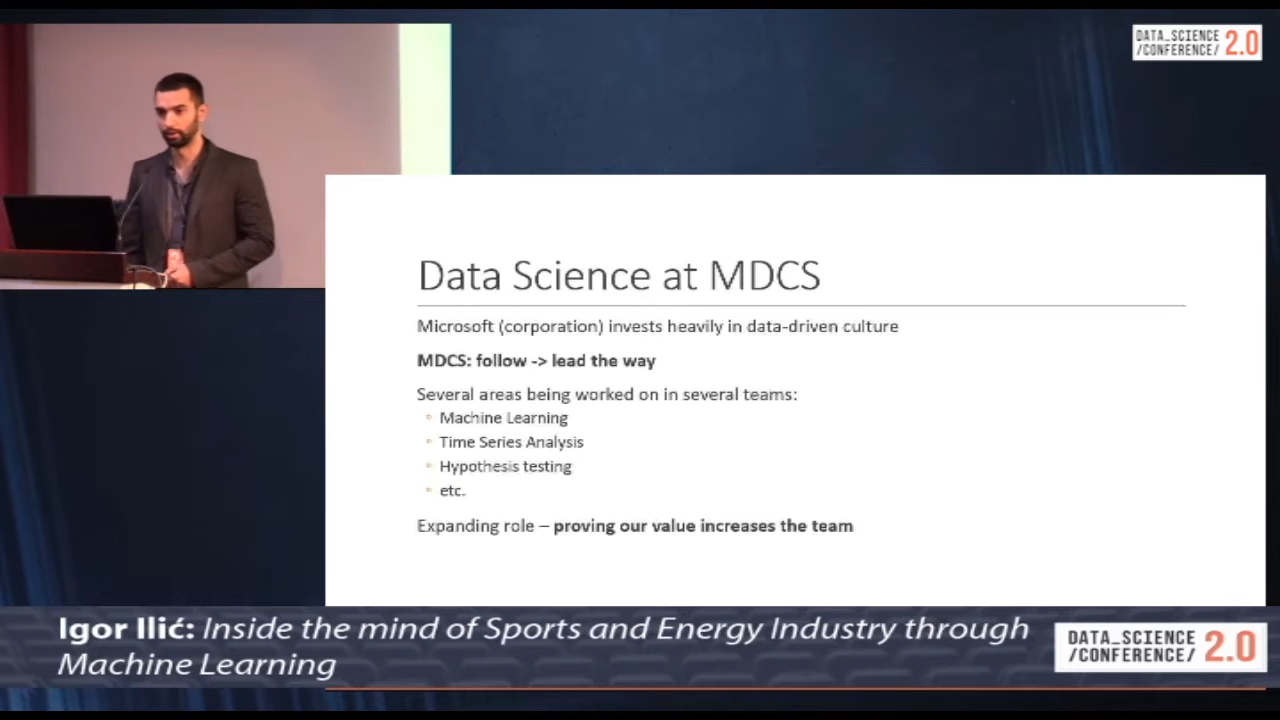 DATA_SCIENCE
/CONFERENCE/ 2.0
Data Science at MDCS
Microsoft (corporation) invests heavily in data-driven culture
MDCS: follow -> lead the way
Several areas being worked on in several teams:
Machine Learning
Time Series Analysis
Hypothesis testing
etc.
Expanding role – proving our value increases the team
Igor Ilić: Inside the mind of Sports and Energy Industry through
Machine Learning
DATA_SCIENCE
/CONFERENCE/ 2.0